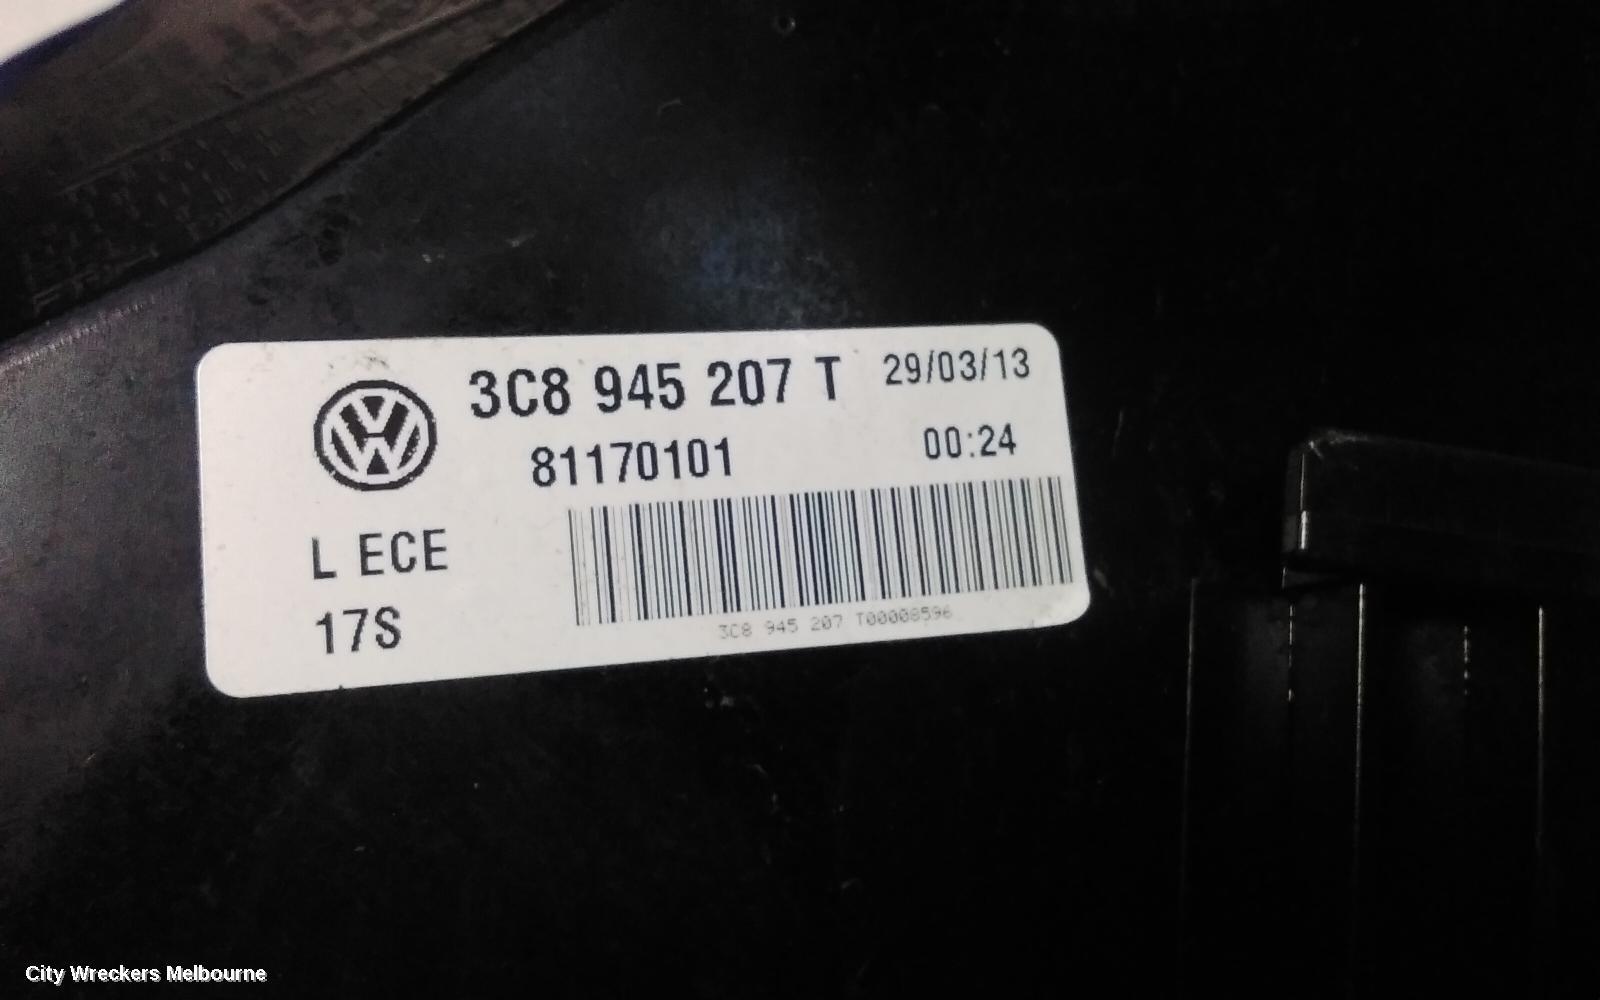 3C8 945 207 T 29/03/13
81170101 00:24
L ECE
17S
3C8 945 207 T00008596
City Wreckers Melbourne